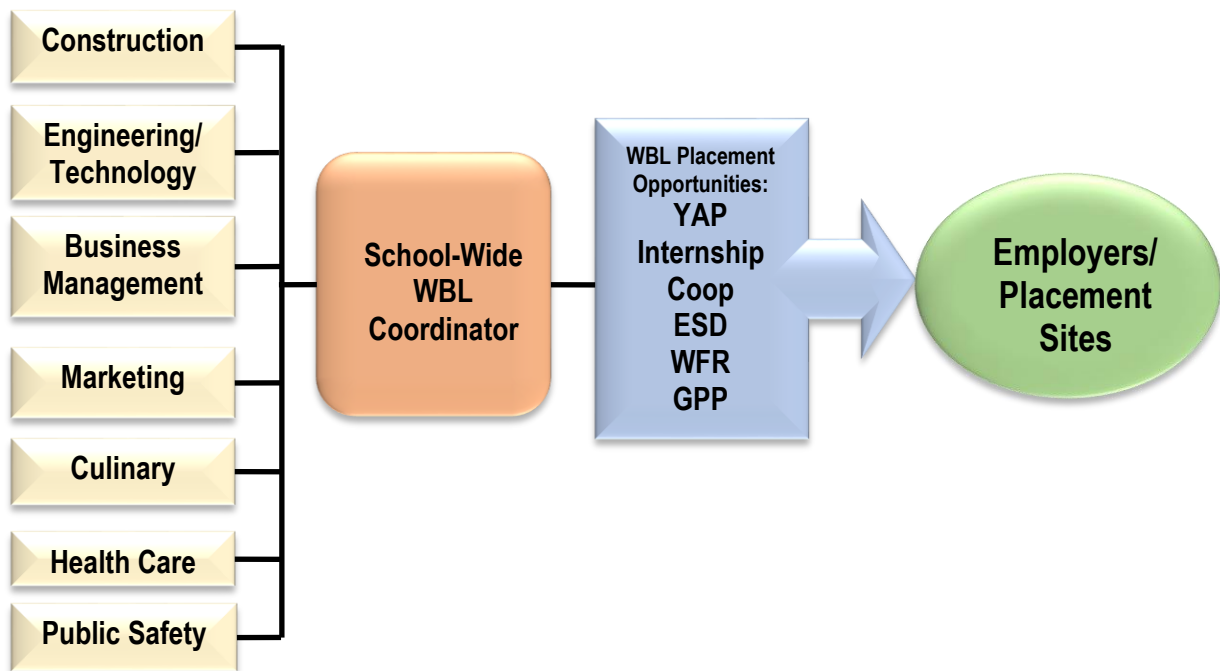 Construction
Engineering/
Technology
Business
Management
Marketing
Culinary
Health Care
Public Safety
School-Wide
WBL
Coordinator
WBL Placement
Opportunities:
YAP
Internship
Coop
ESD
WFR
GPP
Employers/
Placement
Sites